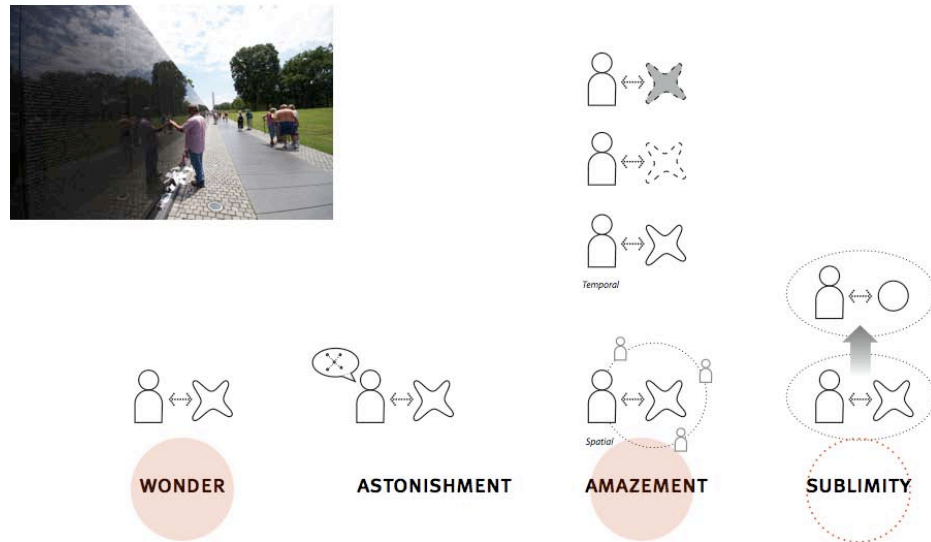 Temporal
Spatial
WONDER
ASTONISHMENT
AMAZEMENT
SUBLIMITY